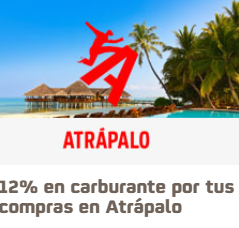 ATRÁPALO
12% en carburante por tus
compras en Atrápalo